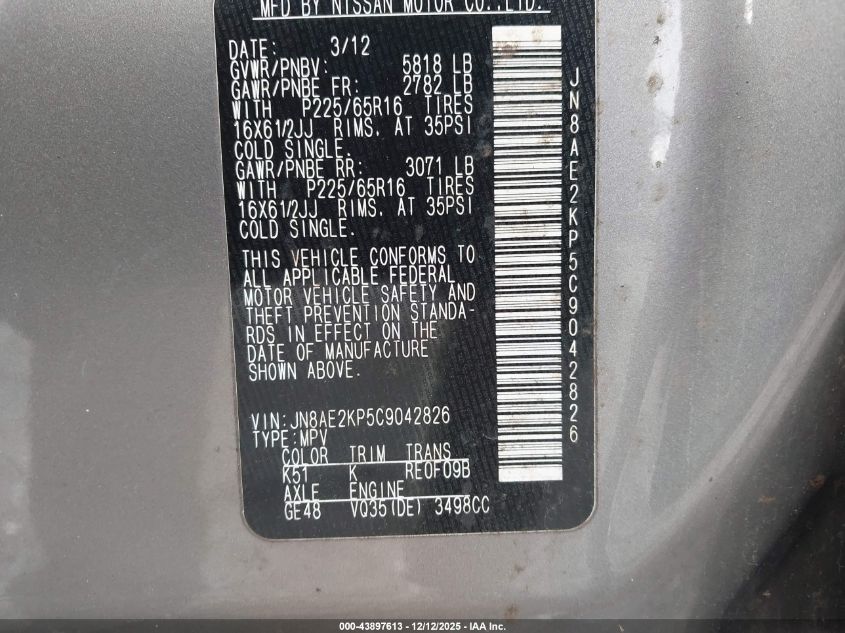 MFD BY NISSAN MOTOR CO.,LTD.
DATE: 3/12
GVWR/PNBV: 5818 LB
GAWR/PNBE FR: 2782 LB
WITH P225/65R16 TIRES
16X61/2JJ RIMS. AT 35PSI
COLD SINGLE.
GAWR/PNBE RR: 3071 LB
WITH P225/65R16 TIRES
16X61/2JJ RIMS. AT 35PSI
COLD SINGLE.
THIS VEHICLE CONFORMS TO
ALL APPLICABLE FEDERAL
MOTOR VEHICLE SAFETY AND
THEFT PREVENTION STANDA-
RDS IN EFFECT ON THE
DATE OF MANUFACTURE
SHOWN ABOVE.
VIN:JN8AE2KP5C9042826
TYPE:MPV
COLOR TRIM TRANS
K51 K RE0F09B
AXLE ENGINE
GE48 VQ35(DE) 3498CC
JN8AE2KP5C9042826
000-43897613 - 12/12/2025 - IAA Inc.